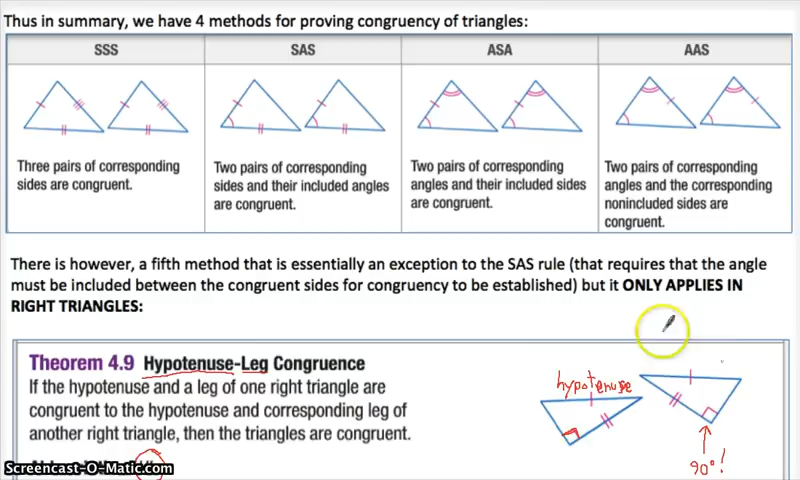 Thus in summary, we have 4 methods for proving congruency of triangles:
SSS
SAS
ASA
AAS
Three pairs of corresponding
sides are congruent.
Two pairs of corresponding
sides and their included angles
are congruent.
Two pairs of corresponding
angles and their included sides
are congruent.
Two pairs of corresponding
angles and the corresponding
nonincluded sides are
congruent.
There is however, a fifth method that is essentially an exception to the SAS rule (that requires that the angle
must be included between the congruent sides for congruency to be established) but it ONLY APPLIES IN
RIGHT TRIANGLES:
Theorem 4.9 Hypotenuse-Leg Congruence
If the hypotenuse and a leg of one right triangle are
congruent to the hypotenuse and corresponding leg of
another right triangle, then the triangles are congruent.
hypotenuse
90°!
Screencast-O-Matic.com